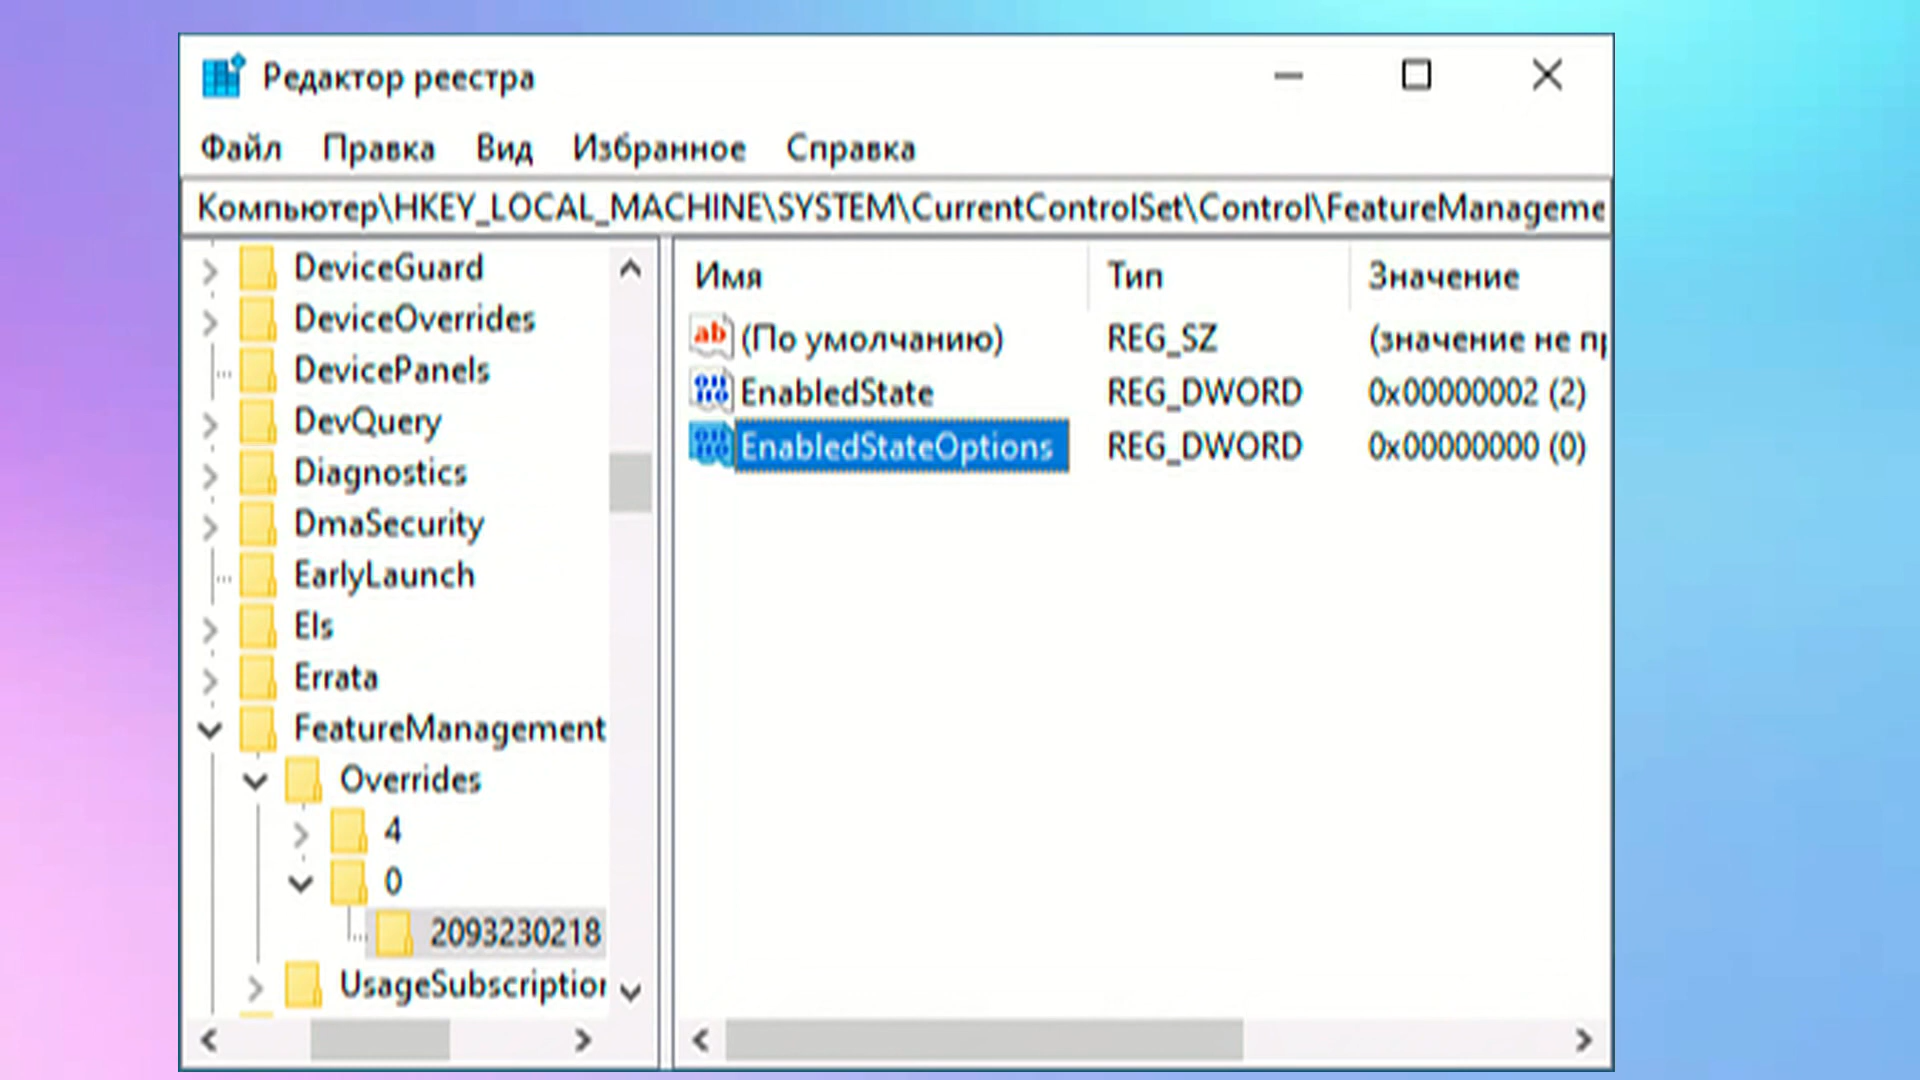 Редактор реестра
Файл Правка Вид Избранное Справка
Компьютер\HKEY_LOCAL_MACHINE\SYSTEM\CurrentControlSet\Control\FeatureManageme
DeviceGuard
DeviceOverrides
DevicePanels
DevQuery
Diagnostics
DmaSecurity
EarlyLaunch
Els
Errata
FeatureManagement
Overrides
4
0
2093230218
UsageSubscription
Имя Тип Значение
(По умолчанию) REG_SZ (значение не п
EnabledState REG_DWORD 0x00000002 (2)
EnabledStateOptions REG_DWORD 0x00000000 (0)